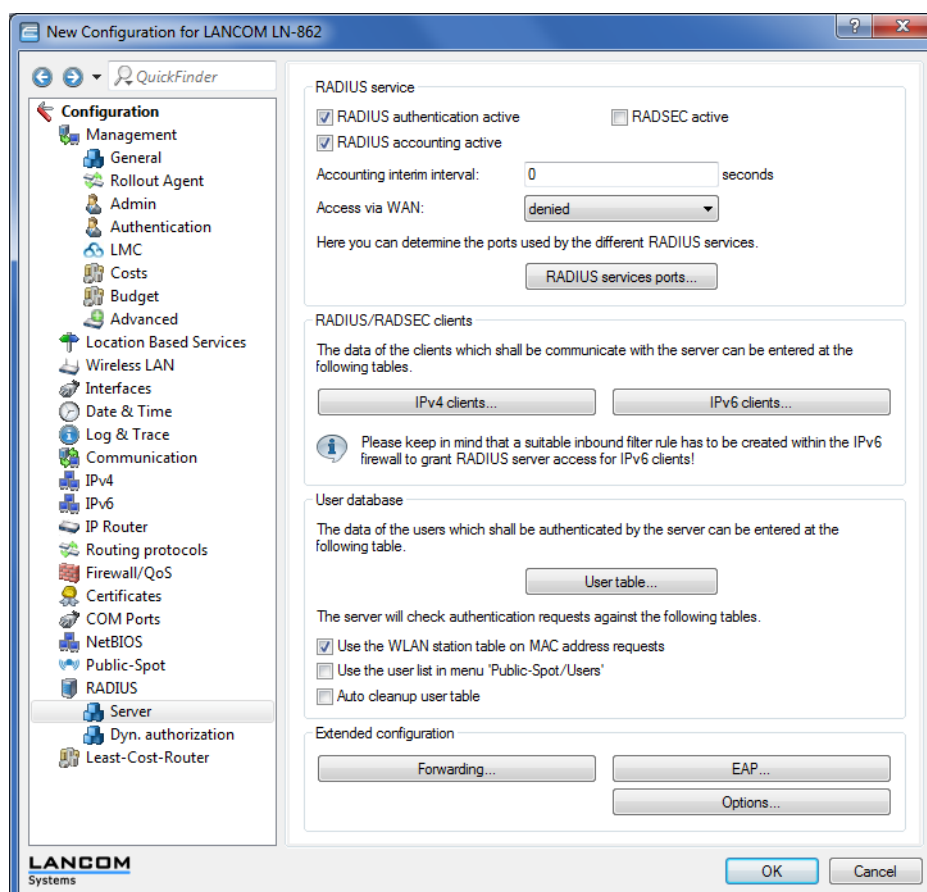 New Configuration for LANCOM LN-862
?
X
QuickFinder
Configuration
Management
General
Rollout Agent
Admin
Authentication
LMC
Costs
Budget
Advanced
Location Based Services
Wireless LAN
Interfaces
Date & Time
Log & Trace
Communication
IPv4
IPv6
IP Router
Routing protocols
Firewall/QoS
Certificates
COM Ports
NetBIOS
Public-Spot
RADIUS
Server
Dyn. authorization
Least-Cost-Router
LANCOM
Systems
RADIUS service
RADIUS authentication active
RADSEC active
RADIUS accounting active
Accounting interim interval: 0 seconds
Access via WAN: denied
Here you can determine the ports used by the different RADIUS services.
RADIUS services ports...
RADIUS/RADSEC clients
The data of the clients which shall be communicate with the server can be entered at the
following tables.
IPv4 clients...
IPv6 clients...
Please keep in mind that a suitable inbound filter rule has to be created within the IPv6
firewall to grant RADIUS server access for IPv6 clients!
User database
The data of the users which shall be authenticated by the server can be entered at the
following table.
User table...
The server will check authentication requests against the following tables.
Use the WLAN station table on MAC address requests
Use the user list in menu 'Public-Spot/Users'
Auto cleanup user table
Extended configuration
Forwarding...
EAP...
Options...
OK
Cancel